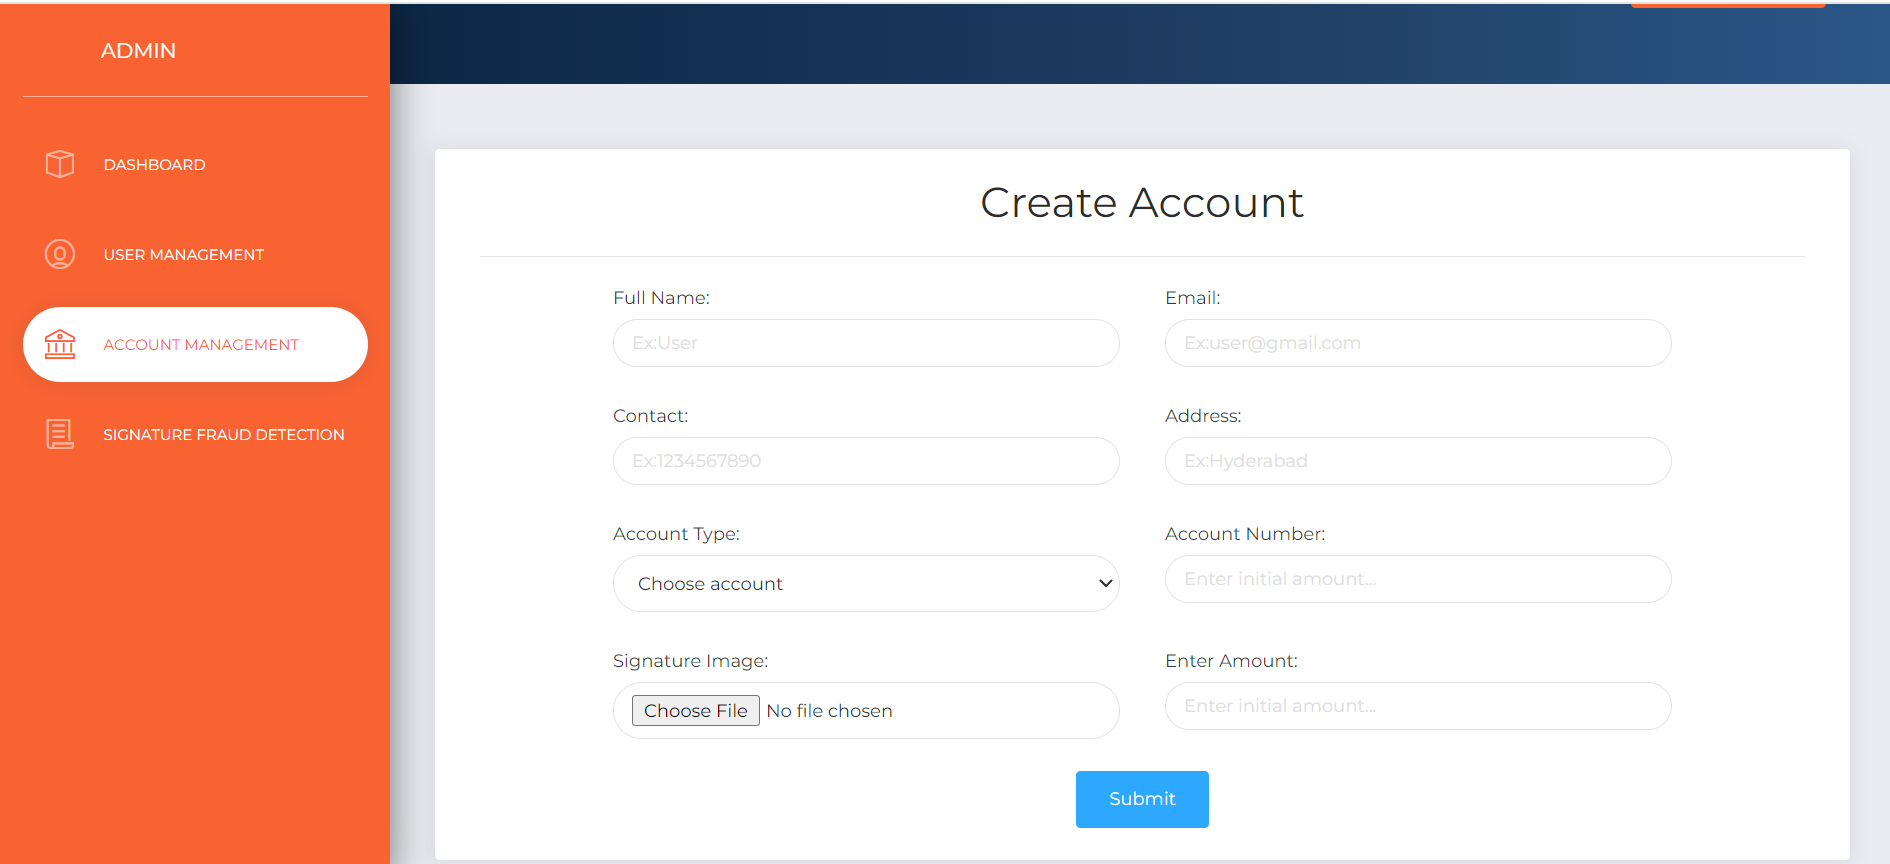 ADMIN
DASHBOARD
USER MANAGEMENT
ACCOUNT MANAGEMENT
SIGNATURE FRAUD DETECTION
Create Account
Full Name:
Ex:User
Email:
Ex:user@gmail.com
Contact:
Ex:1234567890
Address:
Ex:Hyderabad
Account Type:
Choose account
Account Number:
Enter initial amount...
Signature Image:
Choose File No file chosen
Enter Amount:
Enter initial amount...
Submit